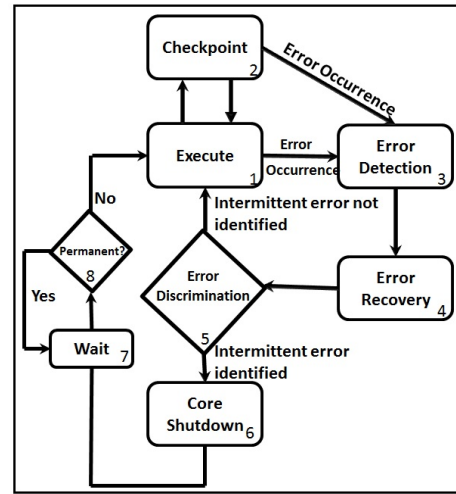 Checkpoint
2
Error Occurrence
Execute
1
Error
Occurrence
Error
Detection
3
No
Intermittent error not
identified
Permanent?
8
Error
Discrimination
5
Error
Recovery
4
Yes
Wait
7
Intermittent error
identified
Core
Shutdown
6